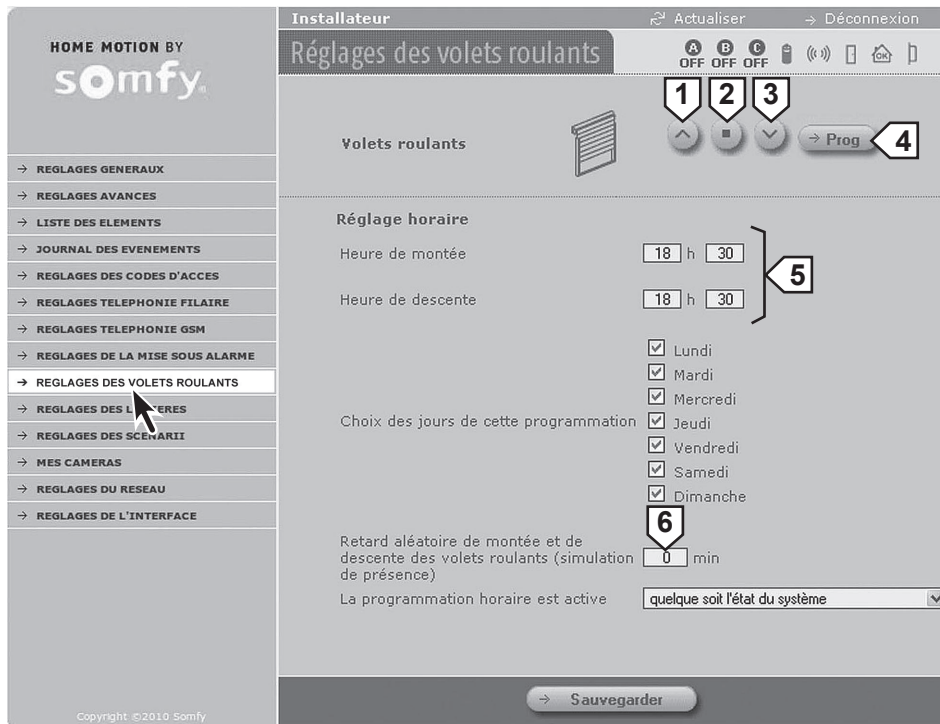 Installateur
Actualiser
Déconnexion
HOME MOTION BY
somfy
Réglages des volets roulants
A B C
OFF OFF OFF
OK
1 2 3
Volets roulants
Prog
4
REGLAGES GENERAUX
REGLAGES AVANCES
LISTE DES ELEMENTS
JOURNAL DES EVENEMENTS
REGLAGES DES CODES D'ACCES
REGLAGES TELEPHONIE FILAIRE
REGLAGES TELEPHONIE GSM
REGLAGES DE LA MISE SOUS ALARME
REGLAGES DES VOLETS ROULANTS
REGLAGES DES
REGLAGES DES SCENARII
MES CAMERAS
REGLAGES DU RESEAU
REGLAGES DE L'INTERFACE
Réglage horaire
Heure de montée
18 h 30
5
Heure de descente
18 h 30
Choix des jours de cette programmation
Lundi
Mardi
Mercredi
Jeudi
Vendredi
Samedi
Dimanche
6
Retard aléatoire de montée et de
descente des volets roulants (simulation
de présence)
0 min
La programmation horaire est active
quelque soit l'état du système
Sauvegarder
Copyright ©2010 Somfy